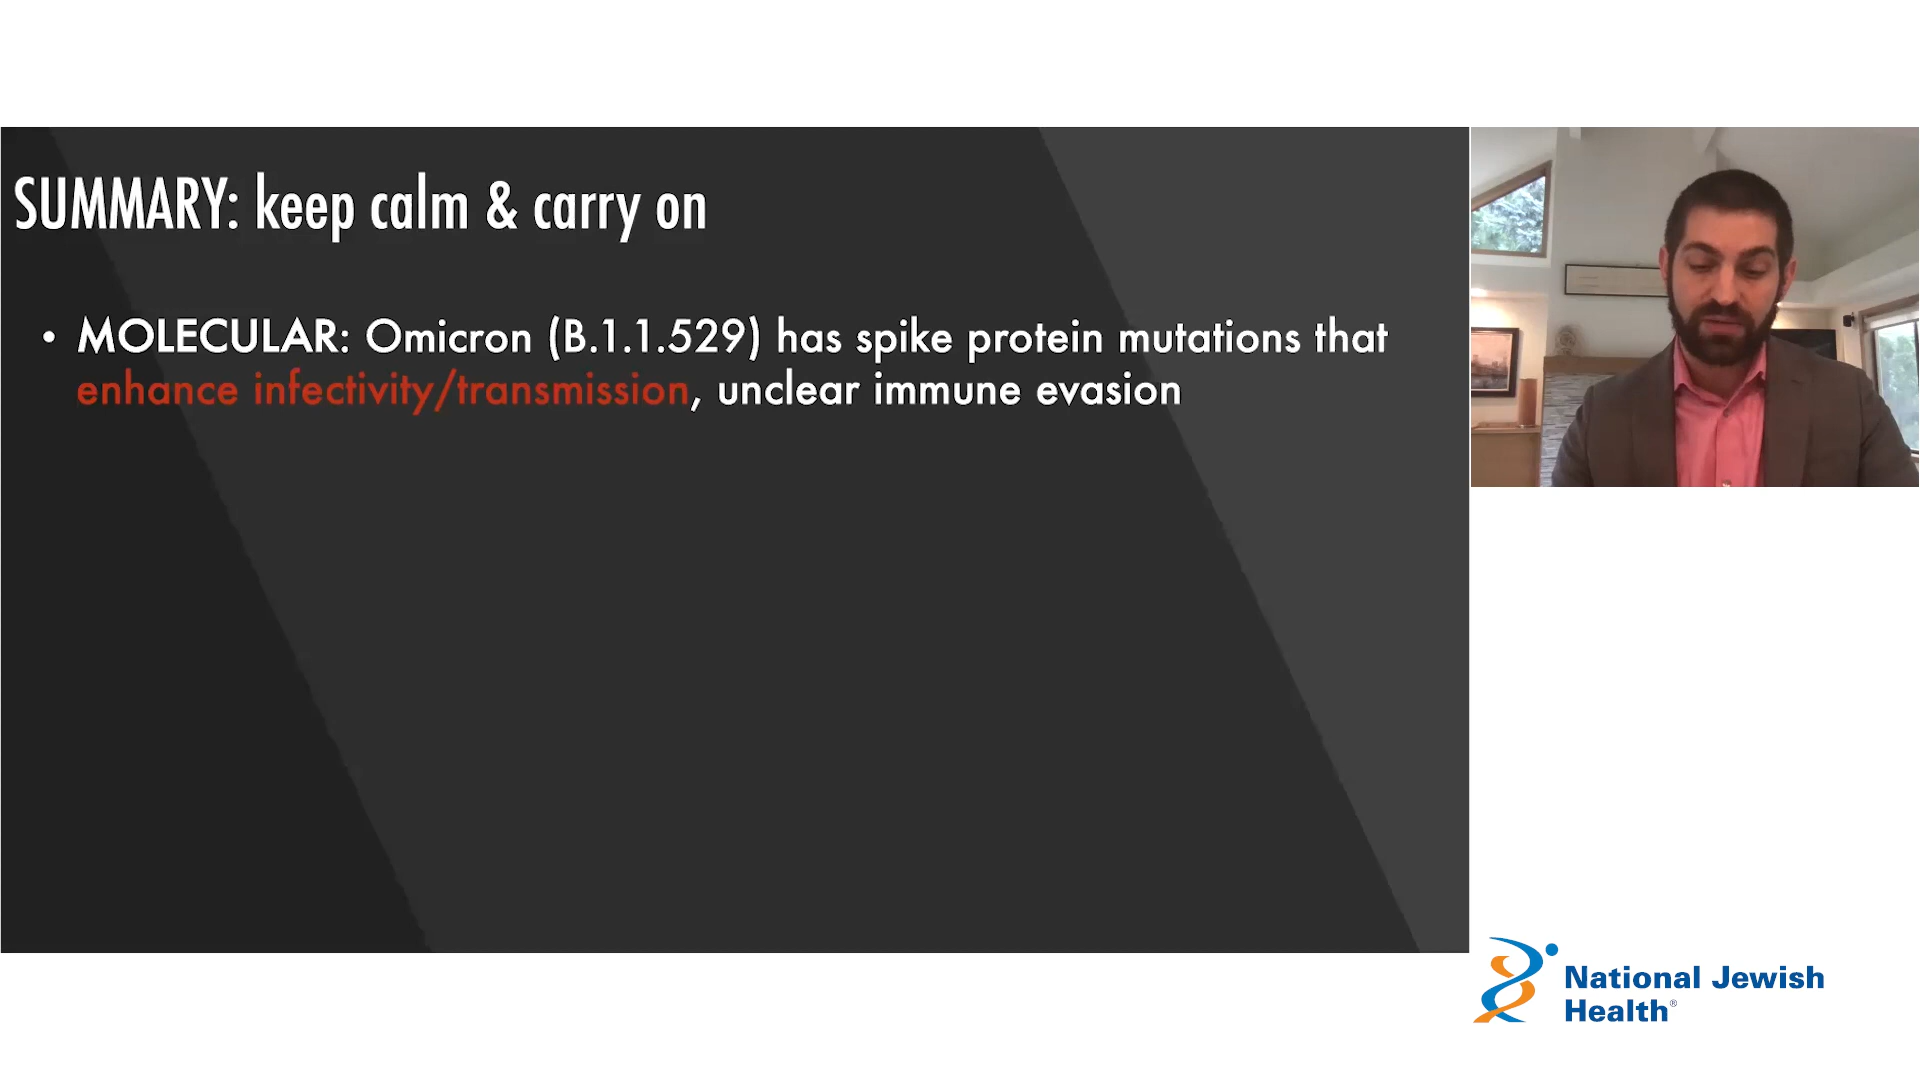 SUMMARY: keep calm & carry on
• MOLECULAR: Omicron (B.1.1.529) has spike protein mutations that
enhance infectivity/transmission, unclear immune evasion
National Jewish
Health®